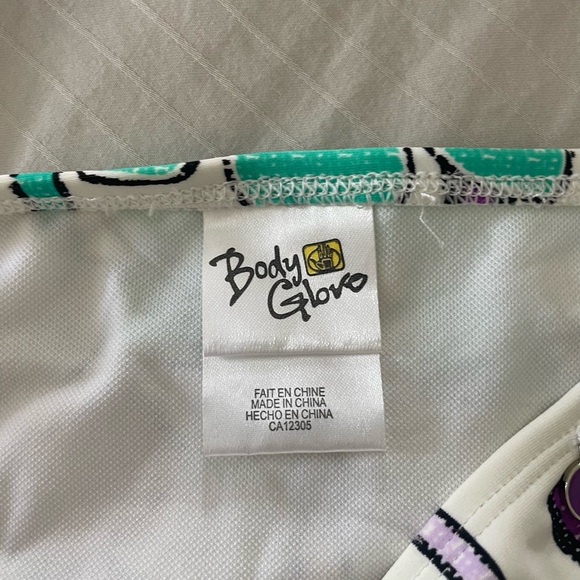 Body
Glove
FAIT EN CHINE
MADE IN CHINA
HECHO EN CHINA
CA12305